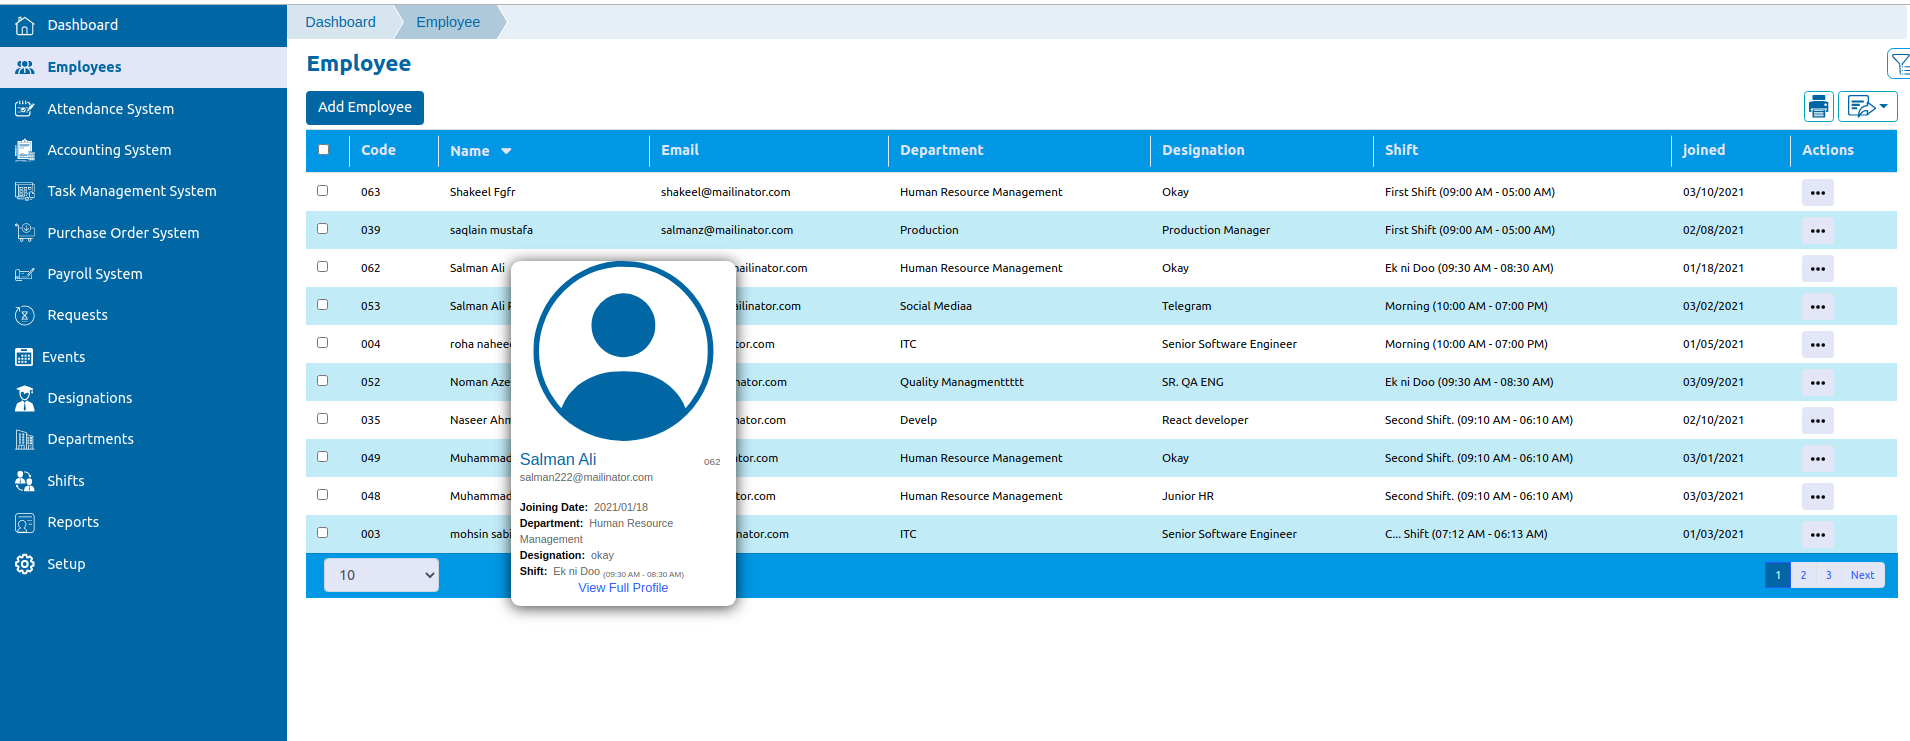 Dashboard
Employees
Attendance System
Accounting System
Task Management System
Purchase Order System
Payroll System
Requests
Events
Designations
Departments
Shifts
Reports
Setup
Dashboard Employee
Employee
Add Employee
Code Name Email Department Designation Shift Joined Actions
063 Shakeel Fgfr shakeel@mailinator.com Human Resource Management Okay First Shift (09:00 AM - 05:00 AM) 03/10/2021
039 saqlain mustafa salmanz@mailinator.com Production Production Manager First Shift (09:00 AM - 05:00 AM) 02/08/2021
062 Salman Ali mailinator.com Human Resource Management Okay Ek ni Doo (09:30 AM - 08:30 AM) 01/18/2021
053 Salman Ali ailinator.com Social Mediaa Telegram Morning (10:00 AM - 07:00 PM) 03/02/2021
004 roha nahee tor.com ITC Senior Software Engineer Morning (10:00 AM - 07:00 PM) 01/05/2021
052 Noman Aze nator.com Quality Managmenttttt SR. QA ENG Ek ni Doo (09:30 AM - 08:30 AM) 03/09/2021
035 Naseer Ahm ator.com Develp React developer Second Shift. (09:10 AM - 06:10 AM) 02/10/2021
049 Muhammad tor.com Human Resource Management Okay Second Shift. (09:10 AM - 06:10 AM) 03/01/2021
048 Muhammad tor.com Human Resource Management Junior HR Second Shift. (09:10 AM - 06:10 AM) 03/03/2021
003 mohsin sabi nator.com ITC Senior Software Engineer C... Shift (07:12 AM - 06:13 AM) 01/03/2021
10 1 2 3 Next
Salman Ali 062
salman222@mailinator.com
Joining Date: 2021/01/18
Department: Human Resource
Management
Designation: okay
Shift: Ek ni Doo (09:30 AM - 08:30 AM)
View Full Profile